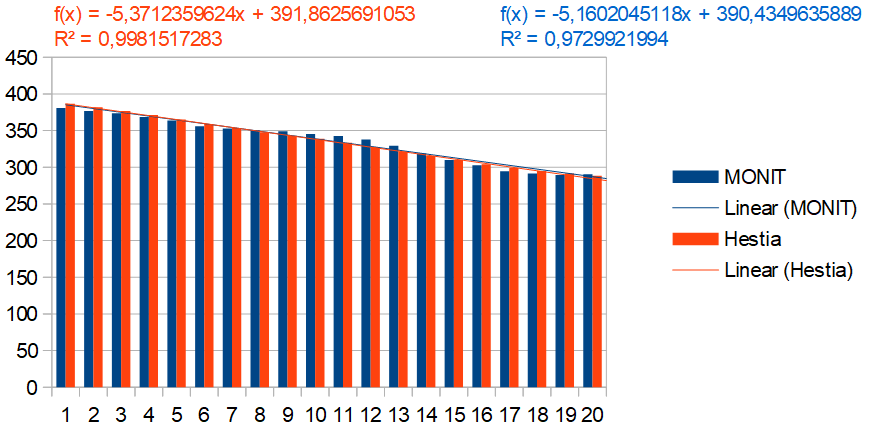 f(x) = -5,3712359624x + 391,8625691053
R² = 0,9981517283
f(x) = -5,1602045118x + 390,4349635889
R² = 0,9729921994
450
400
350
300
250
200
150
100
50
0
1 2 3 4 5 6 7 8 9 10 11 12 13 14 15 16 17 18 19 20
MONIT
Linear (MONIT)
Hestia
Linear (Hestia)